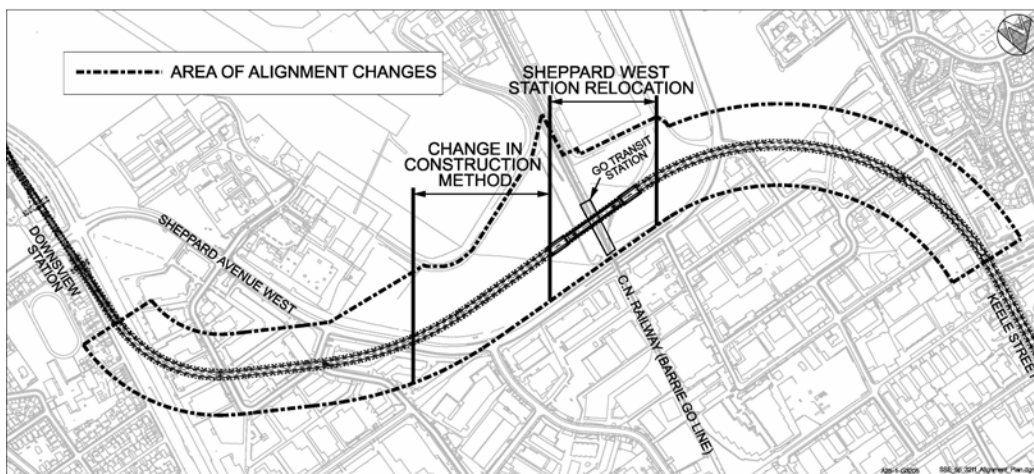 AREA OF ALIGNMENT CHANGES
SHEPPARD WEST
STATION RELOCATION
CHANGE IN
CONSTRUCTION
METHOD
GO TRANSIT
STATION
SHEPPARD AVENUE WEST
DOWNSVIEW
STATION
C.N. RAILWAY (BARRIE GO LINE)
KEELE STREET